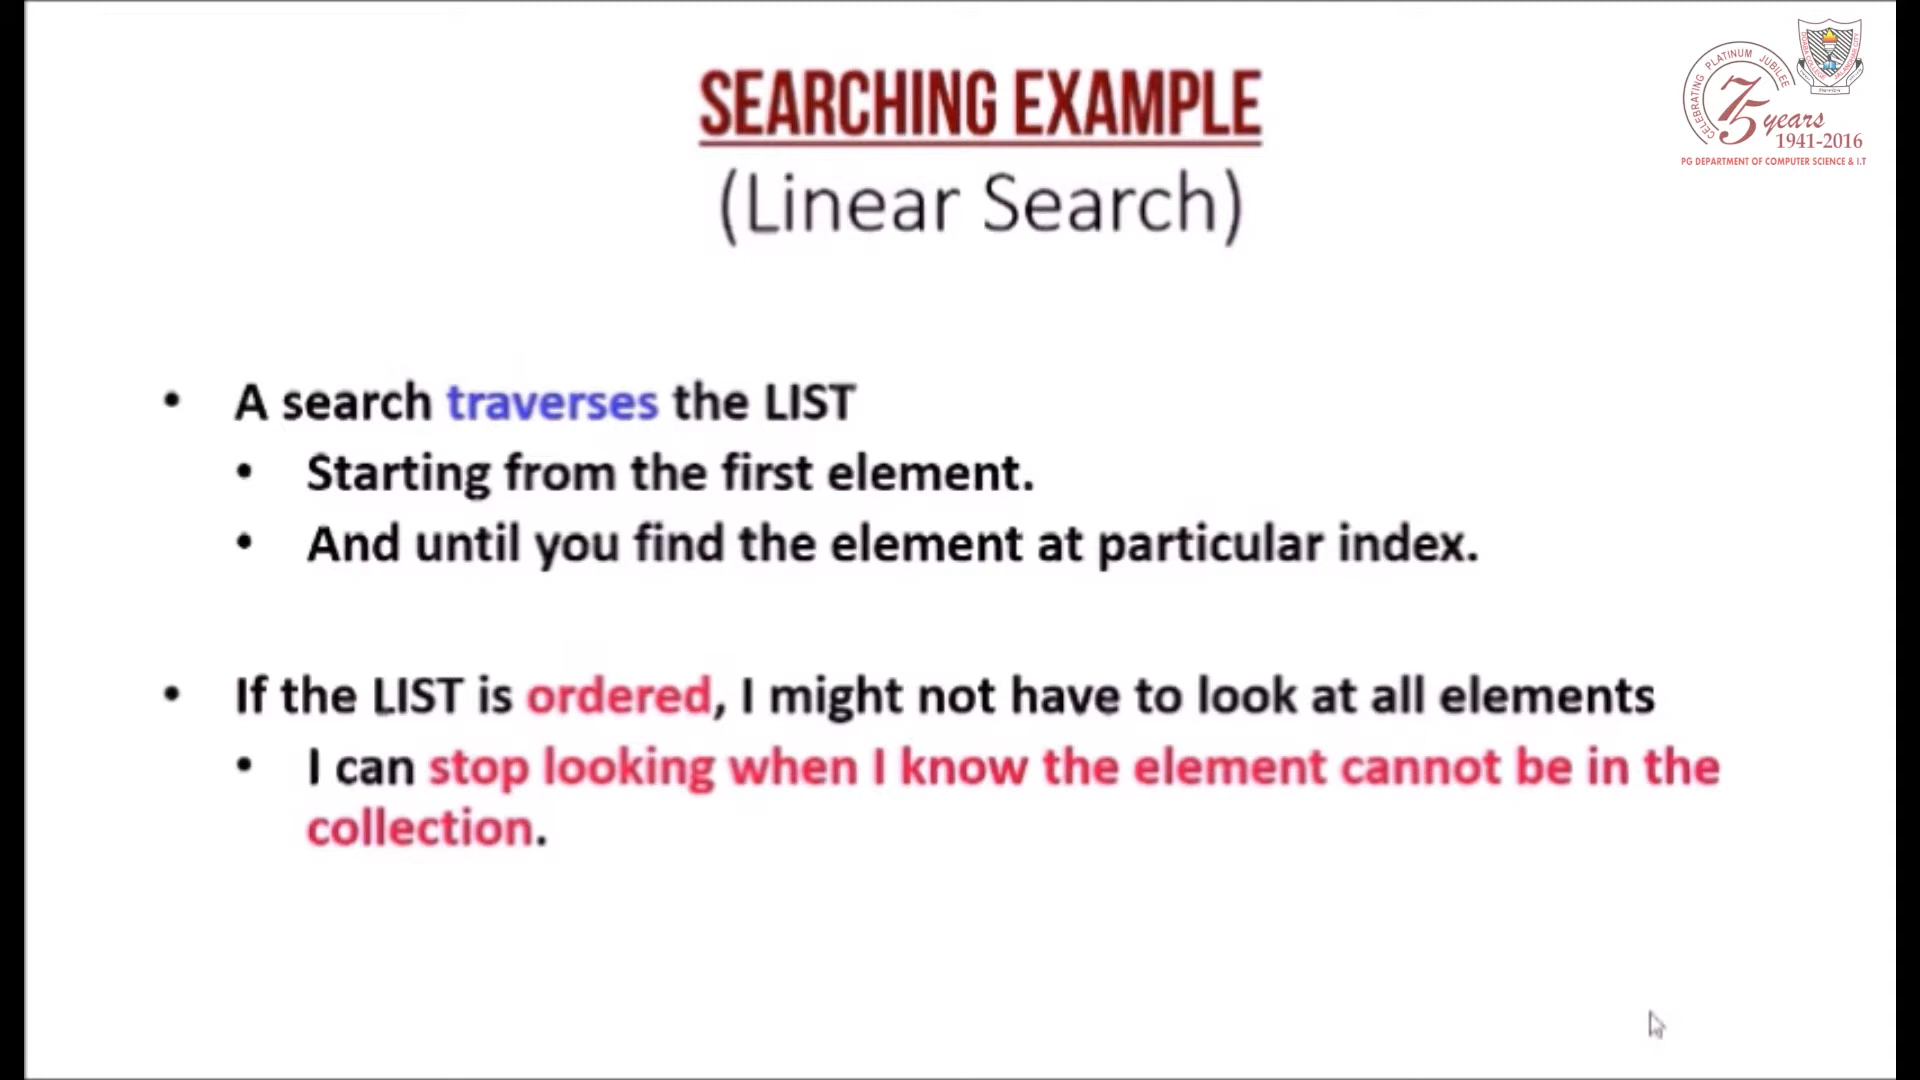 SEARCHING EXAMPLE
(Linear Search)
• A search traverses the LIST
• Starting from the first element.
• And until you find the element at particular index.
• If the LIST is ordered, I might not have to look at all elements
• I can stop looking when I know the element cannot be in the
collection.
CELEBRATING PLATINUM JUBILEE
75 years
1941-2016
PG DEPARTMENT OF COMPUTER SCIENCE & I.T